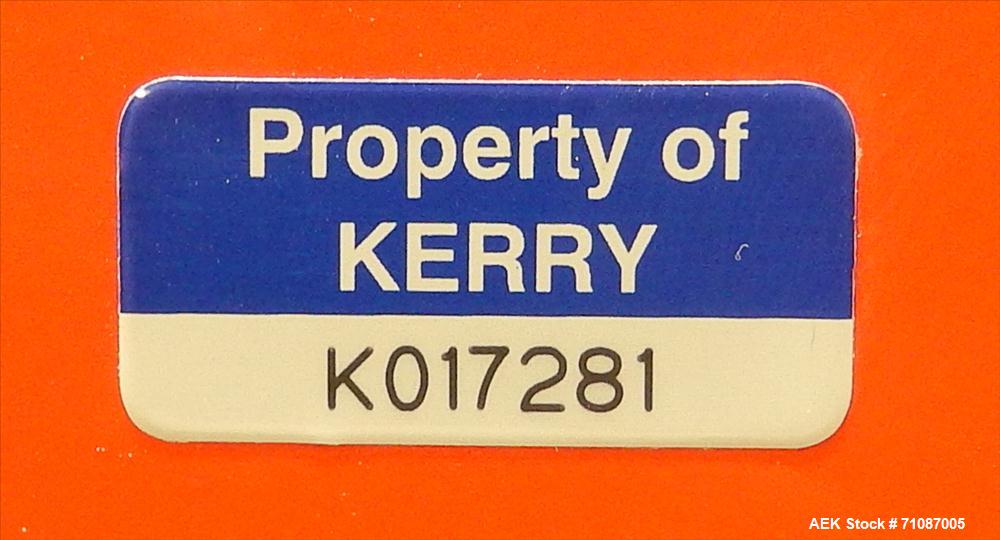 Property of
KERRY
K017281
AEK Stock # 71087005